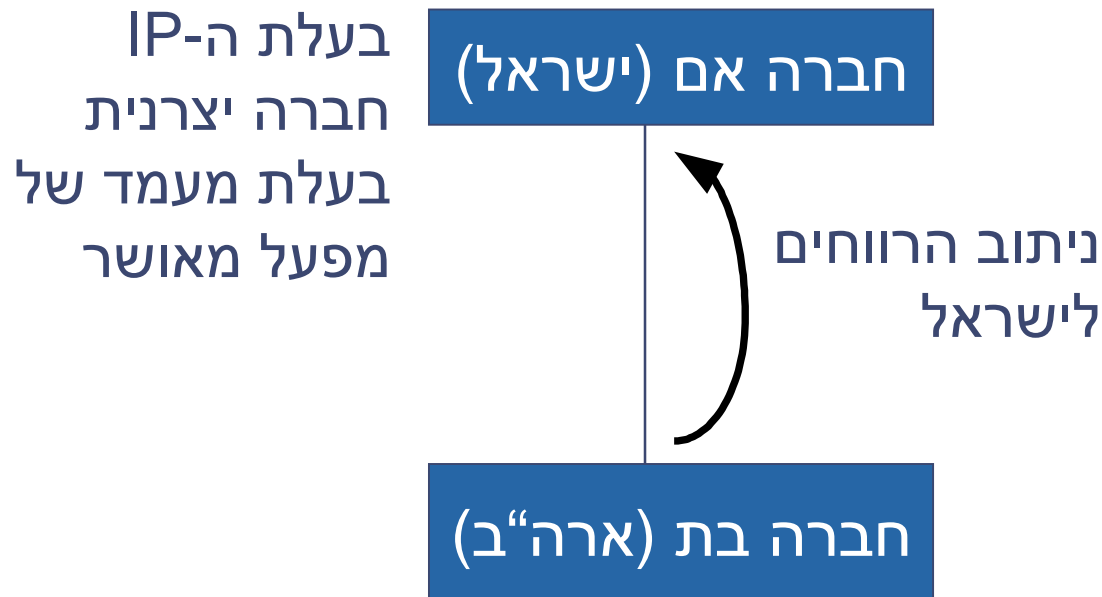 בעלת ה-IP
חברה יצרנית
בעלת מעמד של
מפעל מאושר
חברה אם (ישראל)
ניתוב הרווחים
לישראל
חברה בת (ארה“ב)